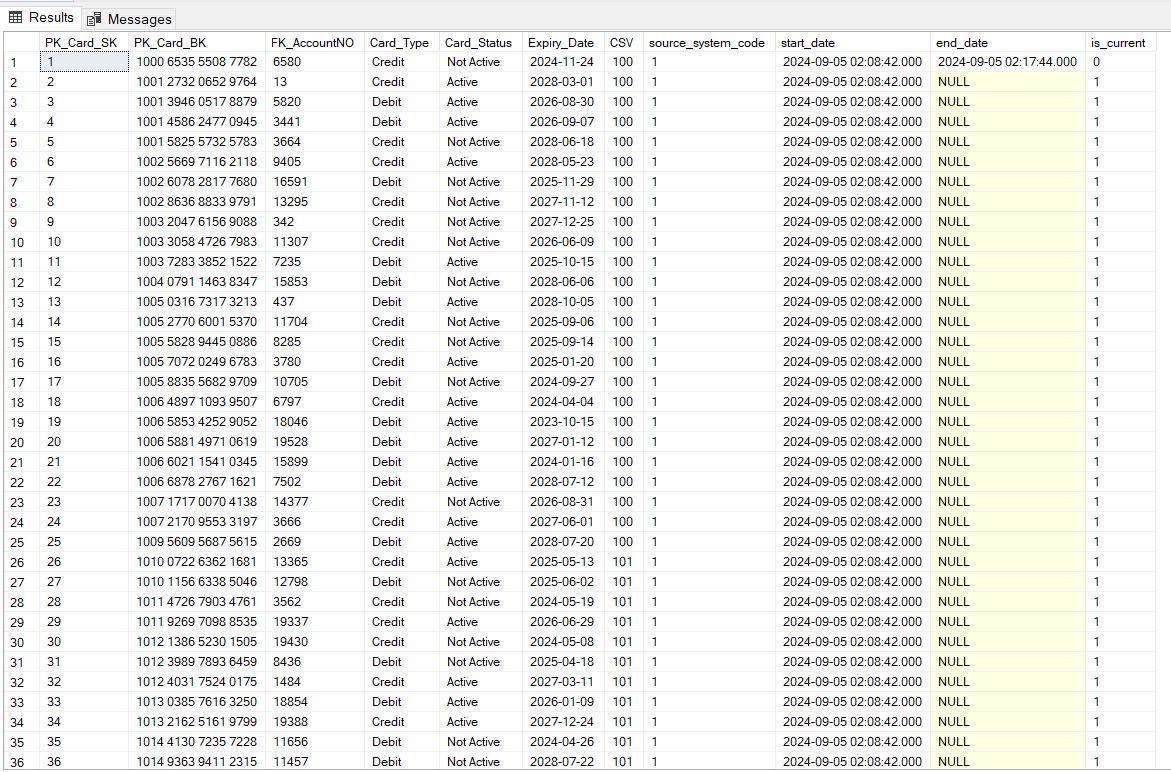 Results Messages
PK_Card_SK PK_Card_BK FK_AccountNO Card_Type Card_Status Expiry_Date CSV source_system_code start_date end_date is_current
1 1 1000 6535 5508 7782 6580 Credit Not Active 2024-11-24 100 1 2024-09-05 02:08:42.000 2024-09-05 02:17:44.000 0
2 2 1001 2732 0652 9764 13 Credit Active 2028-03-01 100 1 2024-09-05 02:08:42.000 NULL 1
3 3 1001 3946 0517 8879 5820 Debit Active 2026-08-30 100 1 2024-09-05 02:08:42.000 NULL 1
4 4 1001 4586 2477 0945 3441 Debit Active 2026-09-07 100 1 2024-09-05 02:08:42.000 NULL 1
5 5 1001 5825 5732 5783 3664 Credit Not Active 2028-06-18 100 1 2024-09-05 02:08:42.000 NULL 1
6 6 1002 5669 7116 2118 9405 Credit Active 2028-05-23 100 1 2024-09-05 02:08:42.000 NULL 1
7 7 1002 6078 2817 7680 16591 Debit Not Active 2025-11-29 100 1 2024-09-05 02:08:42.000 NULL 1
8 8 1002 8636 8833 9791 13295 Credit Not Active 2027-11-12 100 1 2024-09-05 02:08:42.000 NULL 1
9 9 1003 2047 6156 9088 342 Credit Not Active 2027-12-25 100 1 2024-09-05 02:08:42.000 NULL 1
10 10 1003 3058 4726 7983 11307 Credit Not Active 2026-06-09 100 1 2024-09-05 02:08:42.000 NULL 1
11 11 1003 7283 3852 1522 7235 Debit Active 2025-10-15 100 1 2024-09-05 02:08:42.000 NULL 1
12 12 1004 0791 1463 8347 15853 Debit Not Active 2028-06-06 100 1 2024-09-05 02:08:42.000 NULL 1
13 13 1005 0316 7317 3213 437 Debit Active 2028-10-05 100 1 2024-09-05 02:08:42.000 NULL 1
14 14 1005 2770 6001 5370 11704 Credit Not Active 2025-09-06 100 1 2024-09-05 02:08:42.000 NULL 1
15 15 1005 5828 9445 0886 8285 Credit Not Active 2025-09-14 100 1 2024-09-05 02:08:42.000 NULL 1
16 16 1005 7072 0249 6783 3780 Credit Active 2025-01-20 100 1 2024-09-05 02:08:42.000 NULL 1
17 17 1005 8835 5682 9709 10705 Debit Not Active 2024-09-27 100 1 2024-09-05 02:08:42.000 NULL 1
18 18 1006 4897 1093 9507 6797 Credit Active 2024-04-04 100 1 2024-09-05 02:08:42.000 NULL 1
19 19 1006 5853 4252 9052 18046 Debit Active 2023-10-15 100 1 2024-09-05 02:08:42.000 NULL 1
20 20 1006 5881 4971 0619 19528 Debit Active 2027-01-12 100 1 2024-09-05 02:08:42.000 NULL 1
21 21 1006 6021 1541 0345 15899 Debit Active 2024-01-16 100 1 2024-09-05 02:08:42.000 NULL 1
22 22 1006 6878 2767 1621 7502 Debit Active 2028-07-12 100 1 2024-09-05 02:08:42.000 NULL 1
23 23 1007 1717 0070 4138 14377 Credit Not Active 2026-08-31 100 1 2024-09-05 02:08:42.000 NULL 1
24 24 1007 2170 9553 3197 3666 Credit Active 2027-06-01 100 1 2024-09-05 02:08:42.000 NULL 1
25 25 1009 5609 5687 5615 2669 Debit Active 2028-07-20 100 1 2024-09-05 02:08:42.000 NULL 1
26 26 1010 0722 6362 1681 13365 Credit Active 2025-05-13 101 1 2024-09-05 02:08:42.000 NULL 1
27 27 1010 1156 6338 5046 12798 Debit Not Active 2025-06-02 101 1 2024-09-05 02:08:42.000 NULL 1
28 28 1011 4726 7903 4761 3562 Credit Not Active 2024-05-19 101 1 2024-09-05 02:08:42.000 NULL 1
29 29 1011 9269 7098 8535 19337 Credit Active 2026-06-29 101 1 2024-09-05 02:08:42.000 NULL 1
30 30 1012 1386 5230 1505 19430 Credit Not Active 2024-05-08 101 1 2024-09-05 02:08:42.000 NULL 1
31 31 1012 3989 7893 6459 8436 Debit Not Active 2025-04-18 101 1 2024-09-05 02:08:42.000 NULL 1
32 32 1012 4031 7524 0175 1484 Credit Active 2027-03-11 101 1 2024-09-05 02:08:42.000 NULL 1
33 33 1013 0385 7616 3250 18854 Debit Active 2026-01-09 101 1 2024-09-05 02:08:42.000 NULL 1
34 34 1013 2162 5161 9799 19388 Credit Active 2027-12-24 101 1 2024-09-05 02:08:42.000 NULL 1
35 35 1014 4130 7235 7228 11656 Debit Not Active 2024-04-26 101 1 2024-09-05 02:08:42.000 NULL 1
36 36 1014 9363 9411 2315 11457 Debit Not Active 2028-07-22 101 1 2024-09-05 02:08:42.000 NULL 1